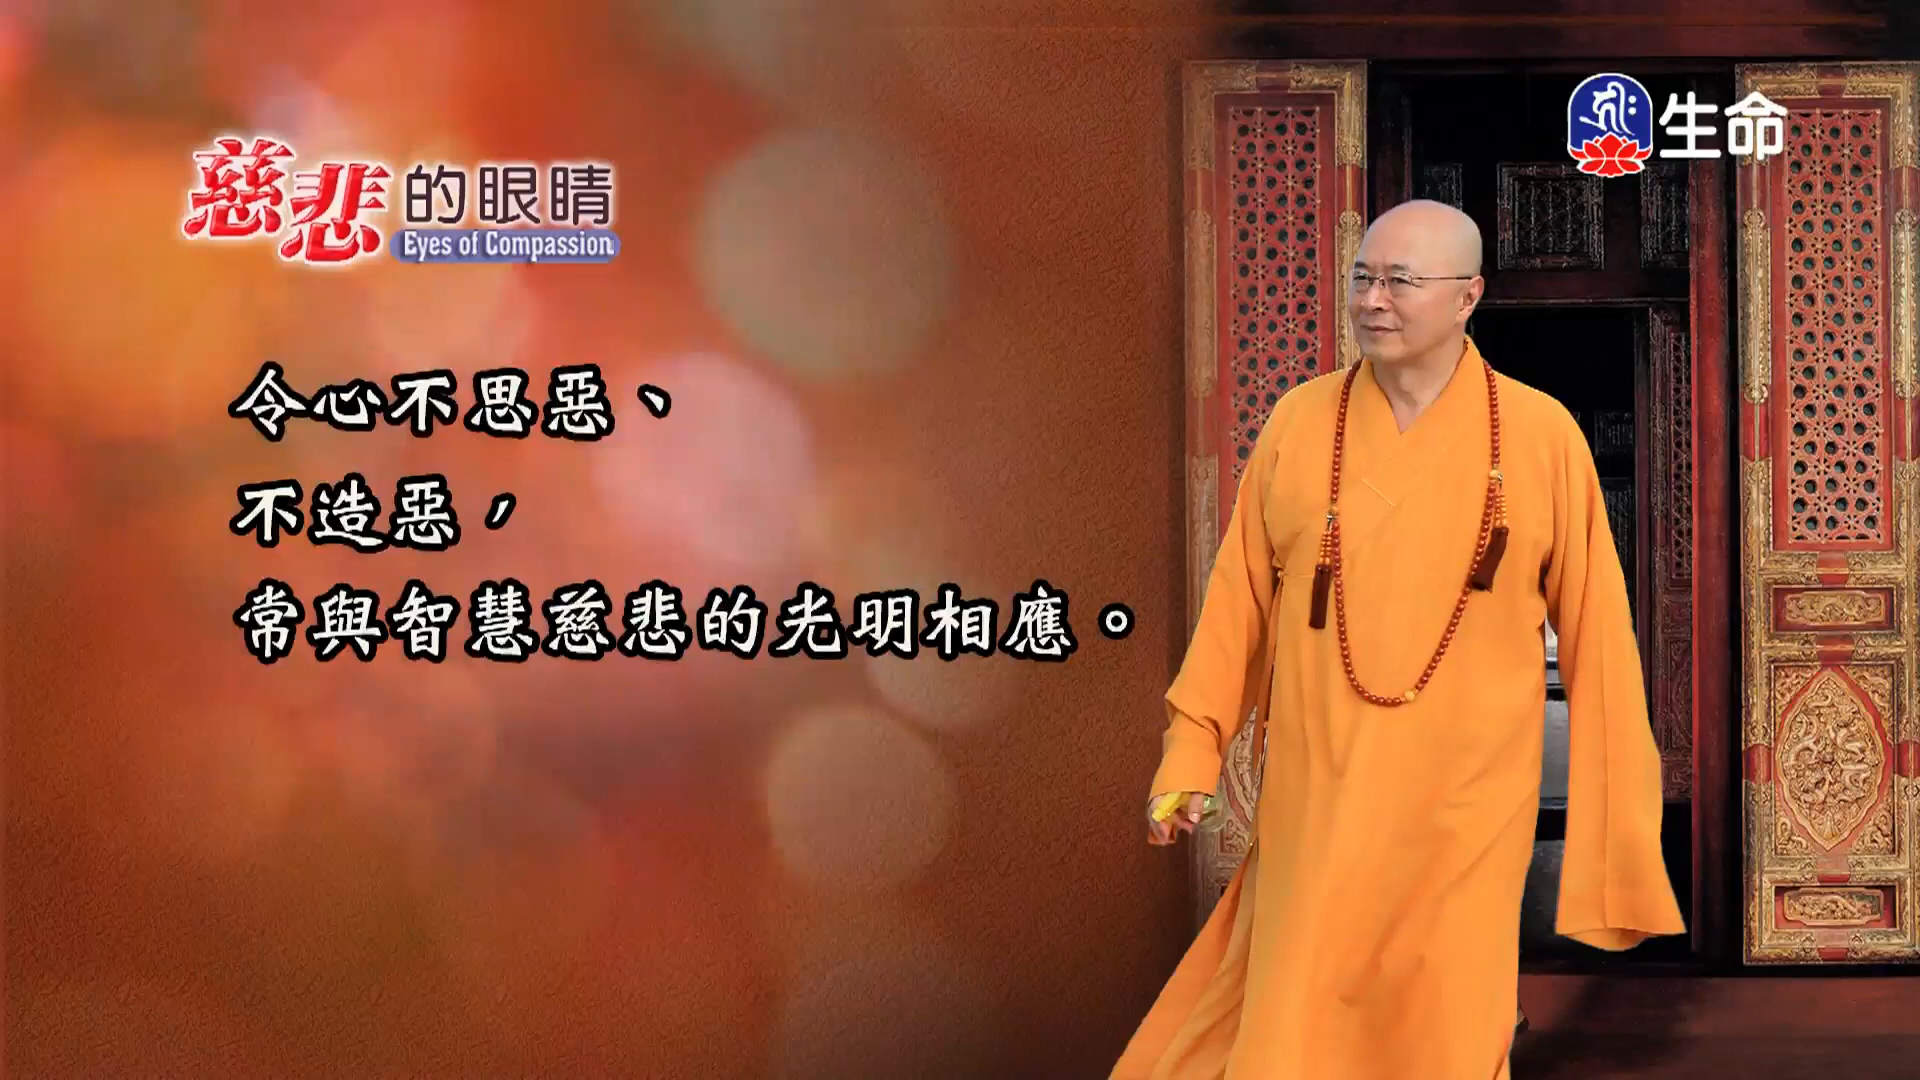 生命
慈悲的眼睛
Eyes of Compassion
令心不思惡、
不造惡，
常與智慧慈悲的光明相應。